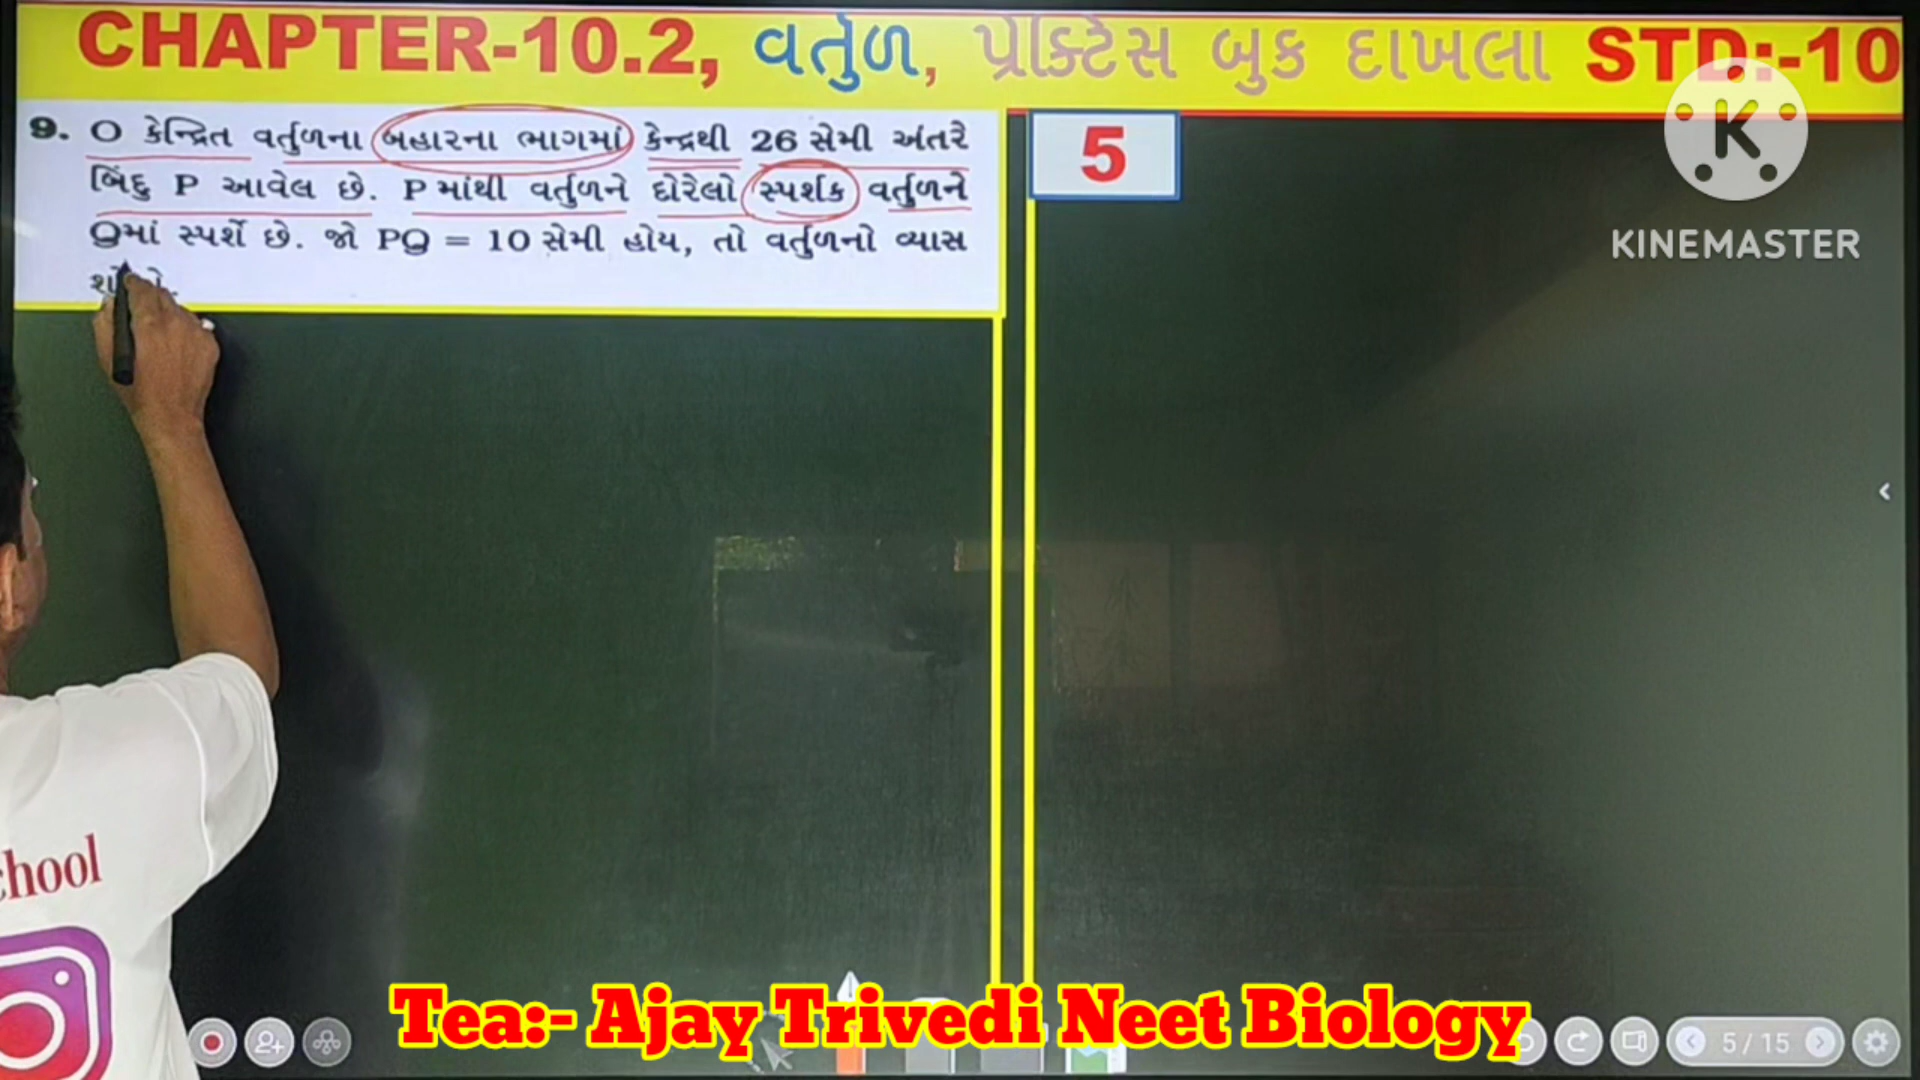 CHAPTER-10.2, વર્તુળ, પ્રેક્ટિસ બુક દાખલા STD:-10
9. O કેન્દ્રિત વર્તુળના બહારના ભાગમાં કેન્દ્રથી 26 સેમી અંતરે
બિંદુ P આવેલ છે. P માંથી વર્તુળને દોરેલો સ્પર્શક વર્તુળને
Qમાં સ્પર્શે છે. જો PQ = 10 સેમી હોય, તો વર્તુળનો વ્યાસ
5
K
KINEMASTER
chool
Tea:- Ajay Trivedi Neet Biology
5 / 15